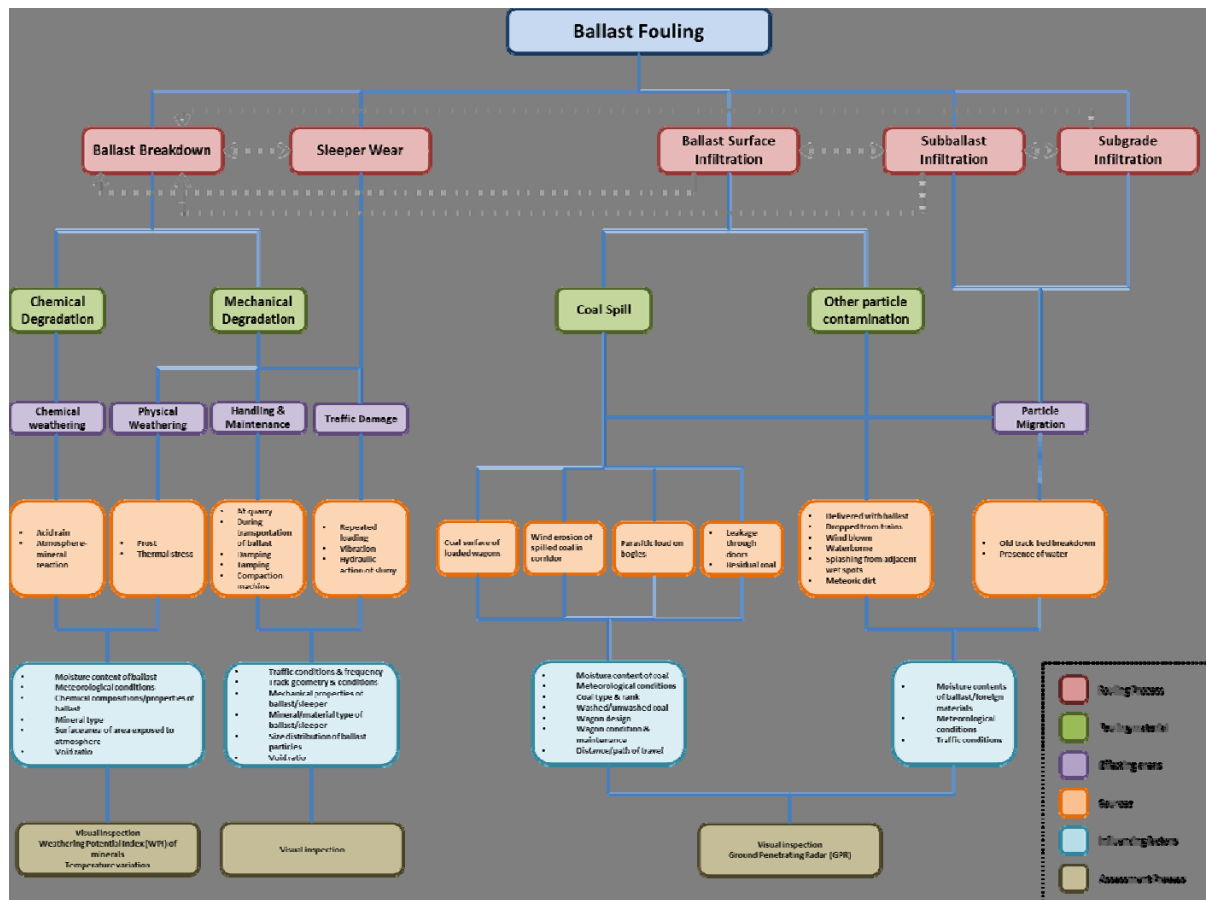 Ballast Fouling
Ballast Breakdown
Sleeper Wear
Ballast Surface
Infiltration
Subballast
Infiltration
Subgrade
Infiltration
Chemical
Degradation
Mechanical
Degradation
Coal Spill
Other particle
contamination
Chemical
weathering
Physical
Weathering
Handling &
Maintenance
Traffic Damage
Particle
Migration
• Acid rain
• Atmosphere-
mineral
reaction
• Frost
• Thermal stress
• At quarry
• During
transportation
of ballast
• Damping
• Tamping
• Compaction
machine
• Repeated
loading
• Vibration
• Hydraulic
action of slurry
Coal surface of
loaded wagons
Wind erosion of
spilled coal in
corridor
Parasitic load on
bogies
• Leakage
through
doors
• Residual coal
• Delivered with ballast
• Dropped from trains
• Wind blown
• Waterborne
• Splashing from adjacent
wet spots
• Meteoric dirt
• Old track bed breakdown
• Presence of water
• Moisture content of ballast
• Meteorological conditions
• Chemical compositions/properties of
ballast
• Mineral type
• Surface area of area exposed to
atmosphere
• Void ratio
• Traffic conditions & frequency
• Track geometry & conditions
• Mechanical properties of
ballast/sleeper
• Mineral/material type of
ballast/sleeper
• Size distribution of ballast
particles
• Void ratio
• Moisture content of coal
• Meteorological conditions
• Coal type & rank
• Washed/unwashed coal
• Wagon design
• Wagon condition &
maintenance
• Distance/path of travel
• Moisture contents
of ballast/foreign
materials
• Meteorological
conditions
• Traffic conditions
Visual inspection
Weathering Potential Index (WPI) of
minerals
Temperature variation
Visual inspection
Visual inspection
Ground Penetrating Radar (GPR)
Fouling Process
Fouling material
Sources
Influencing factors
Assessment Process